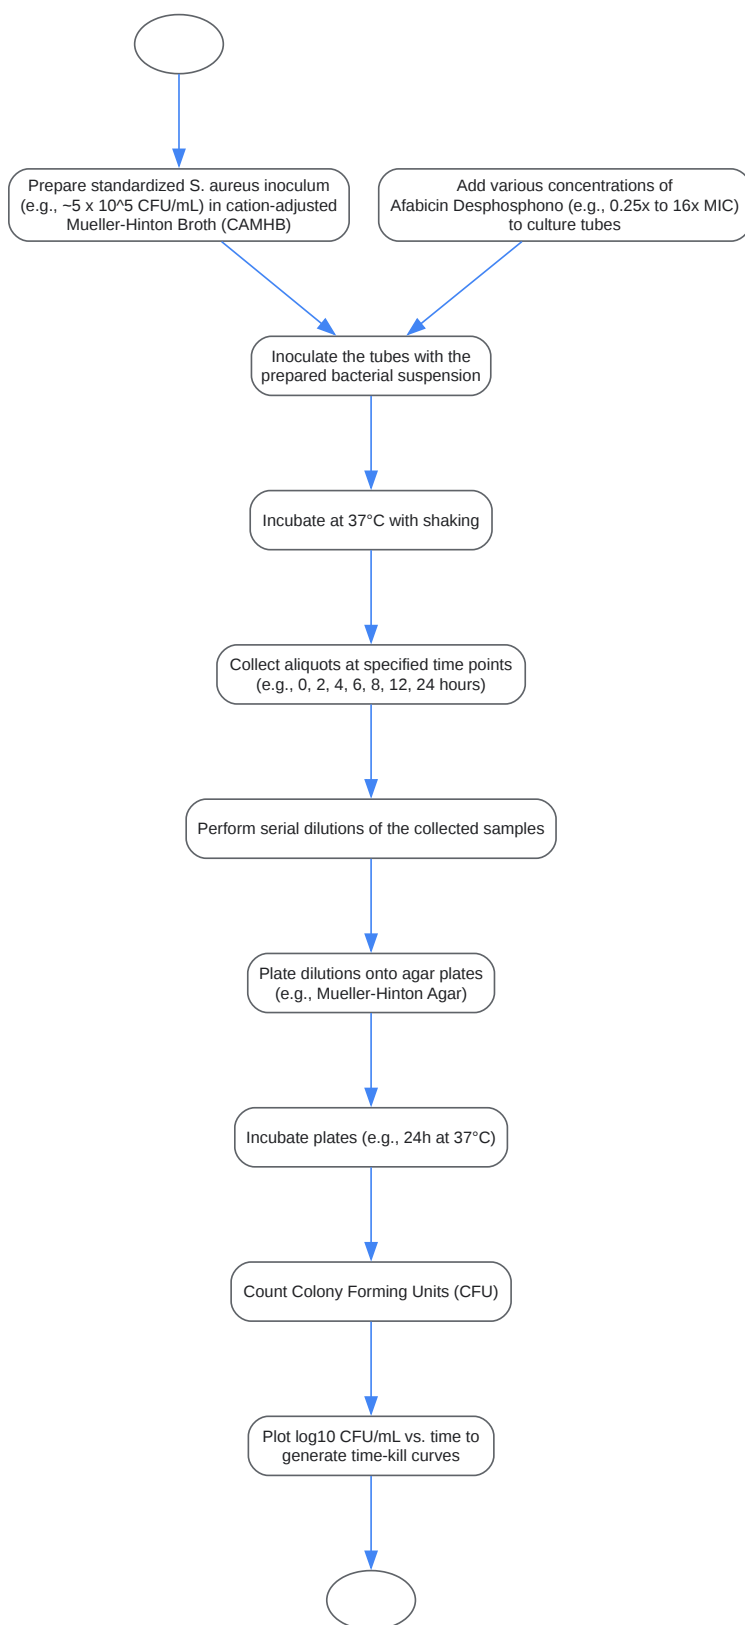 Prepare standardized S. aureus inoculum
(e.g., ~5 x 10^5 CFU/mL) in cation-adjusted
Mueller-Hinton Broth (CAMHB)
Add various concentrations of
Afabicin Desphosphono (e.g., 0.25x to 16x MIC)
to culture tubes
Inoculate the tubes with the
prepared bacterial suspension
Incubate at 37°C with shaking
Collect aliquots at specified time points
(e.g., 0, 2, 4, 6, 8, 12, 24 hours)
Perform serial dilutions of the collected samples
Plate dilutions onto agar plates
(e.g., Mueller-Hinton Agar)
Incubate plates (e.g., 24h at 37°C)
Count Colony Forming Units (CFU)
Plot log10 CFU/mL vs. time to
generate time-kill curves